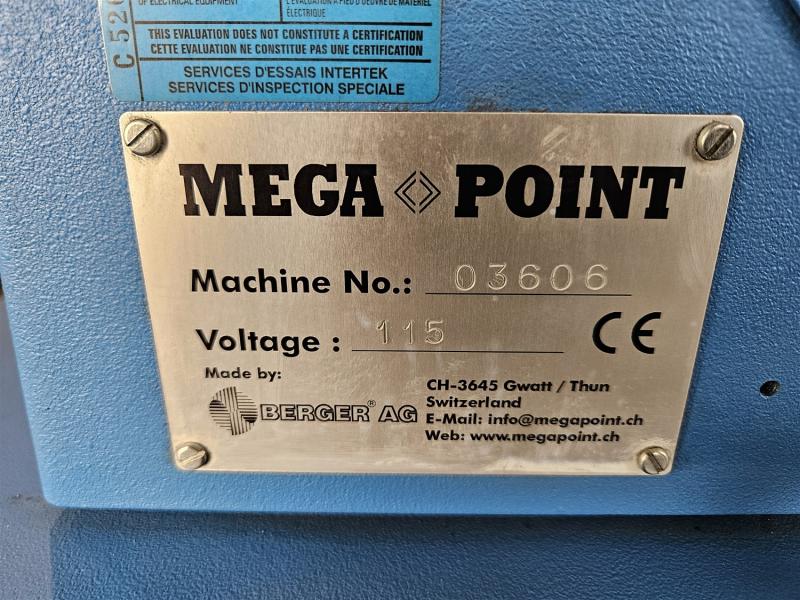 OF ELECTRICAL EQUIPMENT
L'ÉVALUATION À PIED D'OEUVRE DE MATÉRIEL
ÉLECTRIQUE
C 526
THIS EVALUATION DOES NOT CONSTITUTE A CERTIFICATION
CETTE EVALUATION NE CONSTITUE PAS UNE CERTIFICATION
SERVICES D'ESSAIS INTERTEK
SERVICES D'INSPECTION SPECIALE
MEGA POINT
Machine No.: 03606
Voltage : 115 CE
Made by:
BERGER® AG
CH-3645 Gwatt / Thun
Switzerland
E-Mail: info@megapoint.ch
Web: www.megapoint.ch